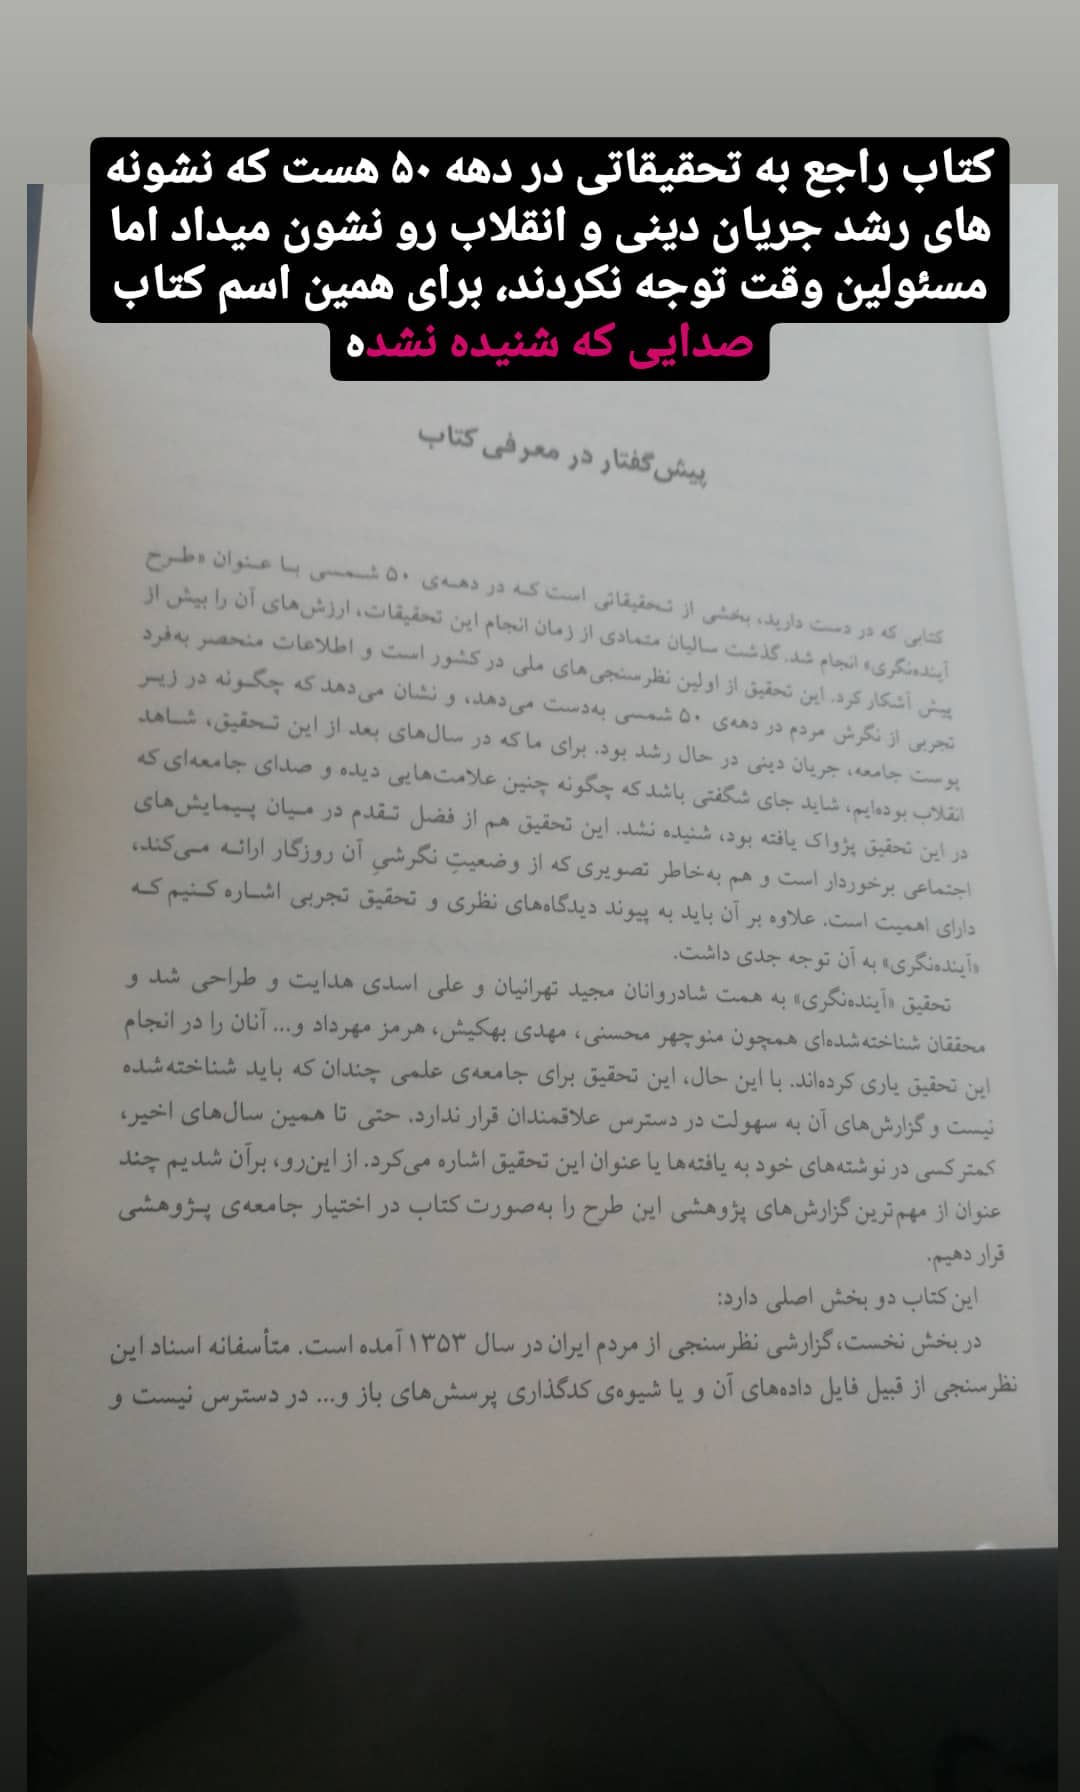 کتاب راجع به تحقیقاتی در دهه ۵۰ هست که نشونه
های رشد جریان دینی و انقلاب رو نشون میداد اما
مسئولین وقت توجه نکردند، برای همین اسم کتاب
صدایی که شنیده نشده
پیش‌گفتار در معرفی کتاب
کتابی که در دست دارید، بخشی از تحقیقاتی است که در دهه‌ی ۵۰ شمسی با عنوان «طرح
آینده‌نگری» انجام شد. گذشت سالیان متمادی از زمان انجام این تحقیقات، ارزش‌های آن را بیش از
پیش آشکار کرد. این تحقیق از اولین نظرسنجی‌های ملی در کشور است و اطلاعات منحصر به‌فرد
تجربی از نگرش مردم در دهه‌ی ۵۰ شمسی به‌دست می‌دهد، و نشان می‌دهد که چگونه در زیر
پوست جامعه، جریان دینی در حال رشد بود. برای ما که در سال‌های بعد از این تحقیق، شاهد
انقلاب بوده‌ایم، شاید جای شگفتی باشد که چگونه چنین علامت‌هایی دیده و صدای جامعه‌ای که
در این تحقیق پژواک یافته بود، شنیده نشد. این تحقیق هم از فضل تقدم در میان پیمایش‌های
اجتماعی برخوردار است و هم به‌خاطر تصویری که از وضعیتِ نگرشیِ آن روزگار ارائه می‌کند،
دارای اهمیت است. علاوه بر آن باید به پیوند دیدگاه‌های نظری و تحقیق تجربی اشاره کنیم که
«آینده‌نگری» به آن توجه جدی داشت.
تحقیق «آینده‌نگری» به همت شادروانان مجید تهرانیان و علی اسدی هدایت و طراحی شد و
محققان شناخته‌شده‌ای همچون منوچهر محسنی، مهدی بهکیش، هرمز مهرداد و... آنان را در انجام
این تحقیق یاری کرده‌اند. با این حال، این تحقیق برای جامعه‌ی علمی چندان که باید شناخته‌شده
نیست و گزارش‌های آن به سهولت در دسترس علاقمندان قرار ندارد. حتی تا همین سال‌های اخیر،
کمتر کسی در نوشته‌های خود به یافته‌ها یا عنوان این تحقیق اشاره می‌کرد. از این‌رو، برآن شدیم چند
عنوان از مهم‌ترین گزارش‌های پژوهشی این طرح را به‌صورت کتاب در اختیار جامعه‌ی پژوهشی
قرار دهیم.
این کتاب دو بخش اصلی دارد:
در بخش نخست، گزارشی نظرسنجی از مردم ایران در سال ۱۳۵۳ آمده است. متأسفانه اسناد این
نظرسنجی از قبیل فایل داده‌های آن و یا شیوه‌ی کدگذاری پرسش‌های باز و... در دسترس نیست و